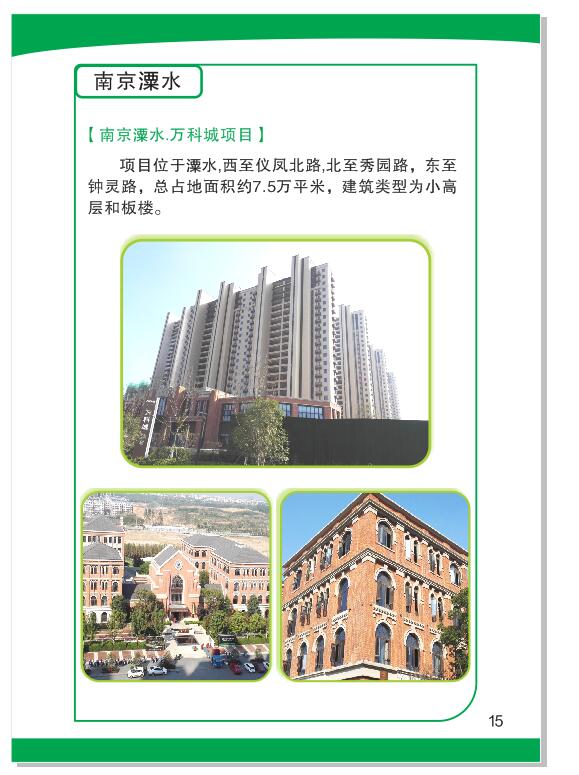 南京溧水
【 南京溧水.万科城项目 】
项目位于溧水,西至仪凤北路,北至秀园路，东至
钟灵路，总占地面积约7.5万平米，建筑类型为小高
层和板楼。
万科城
15